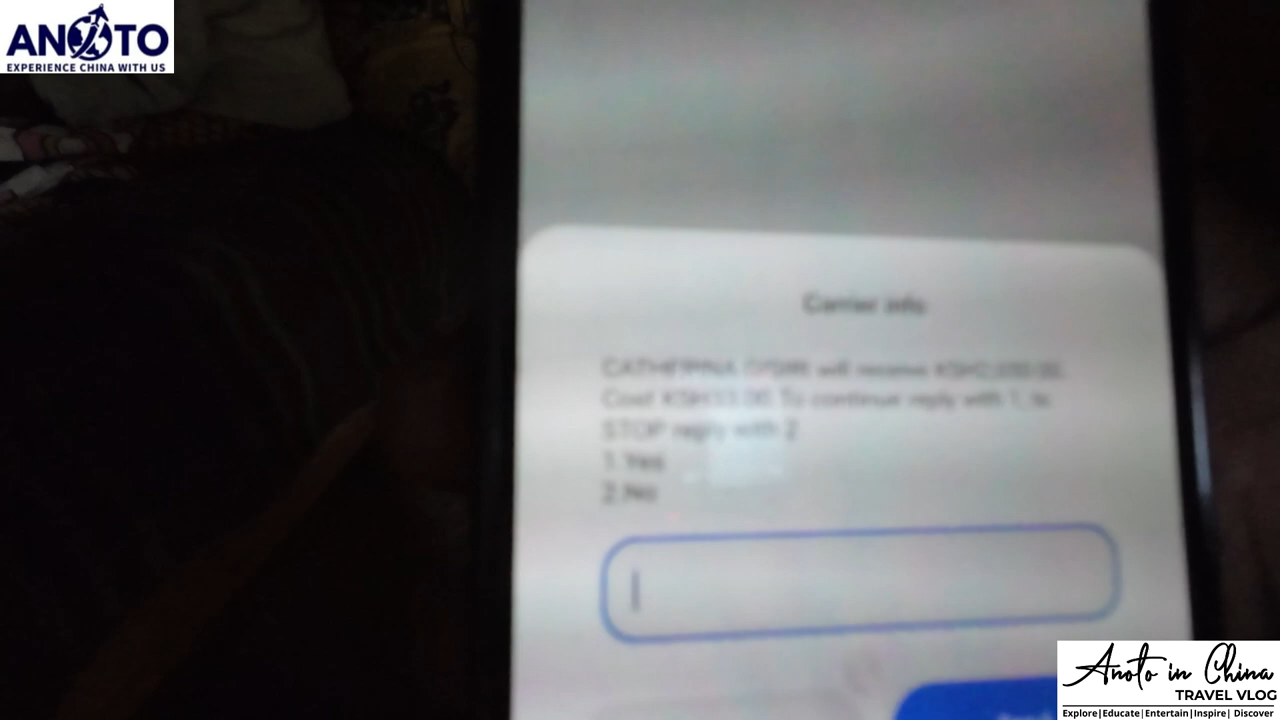 ANOTO
EXPERIENCE CHINA WITH US
Carrier info
will receive
Cost To continue reply with 1, to
STOP reply with 2
1.Yes
2.No
Anoto in China
TRAVEL VLOG
Explore|Educate|Entertain|Inspire| Discover